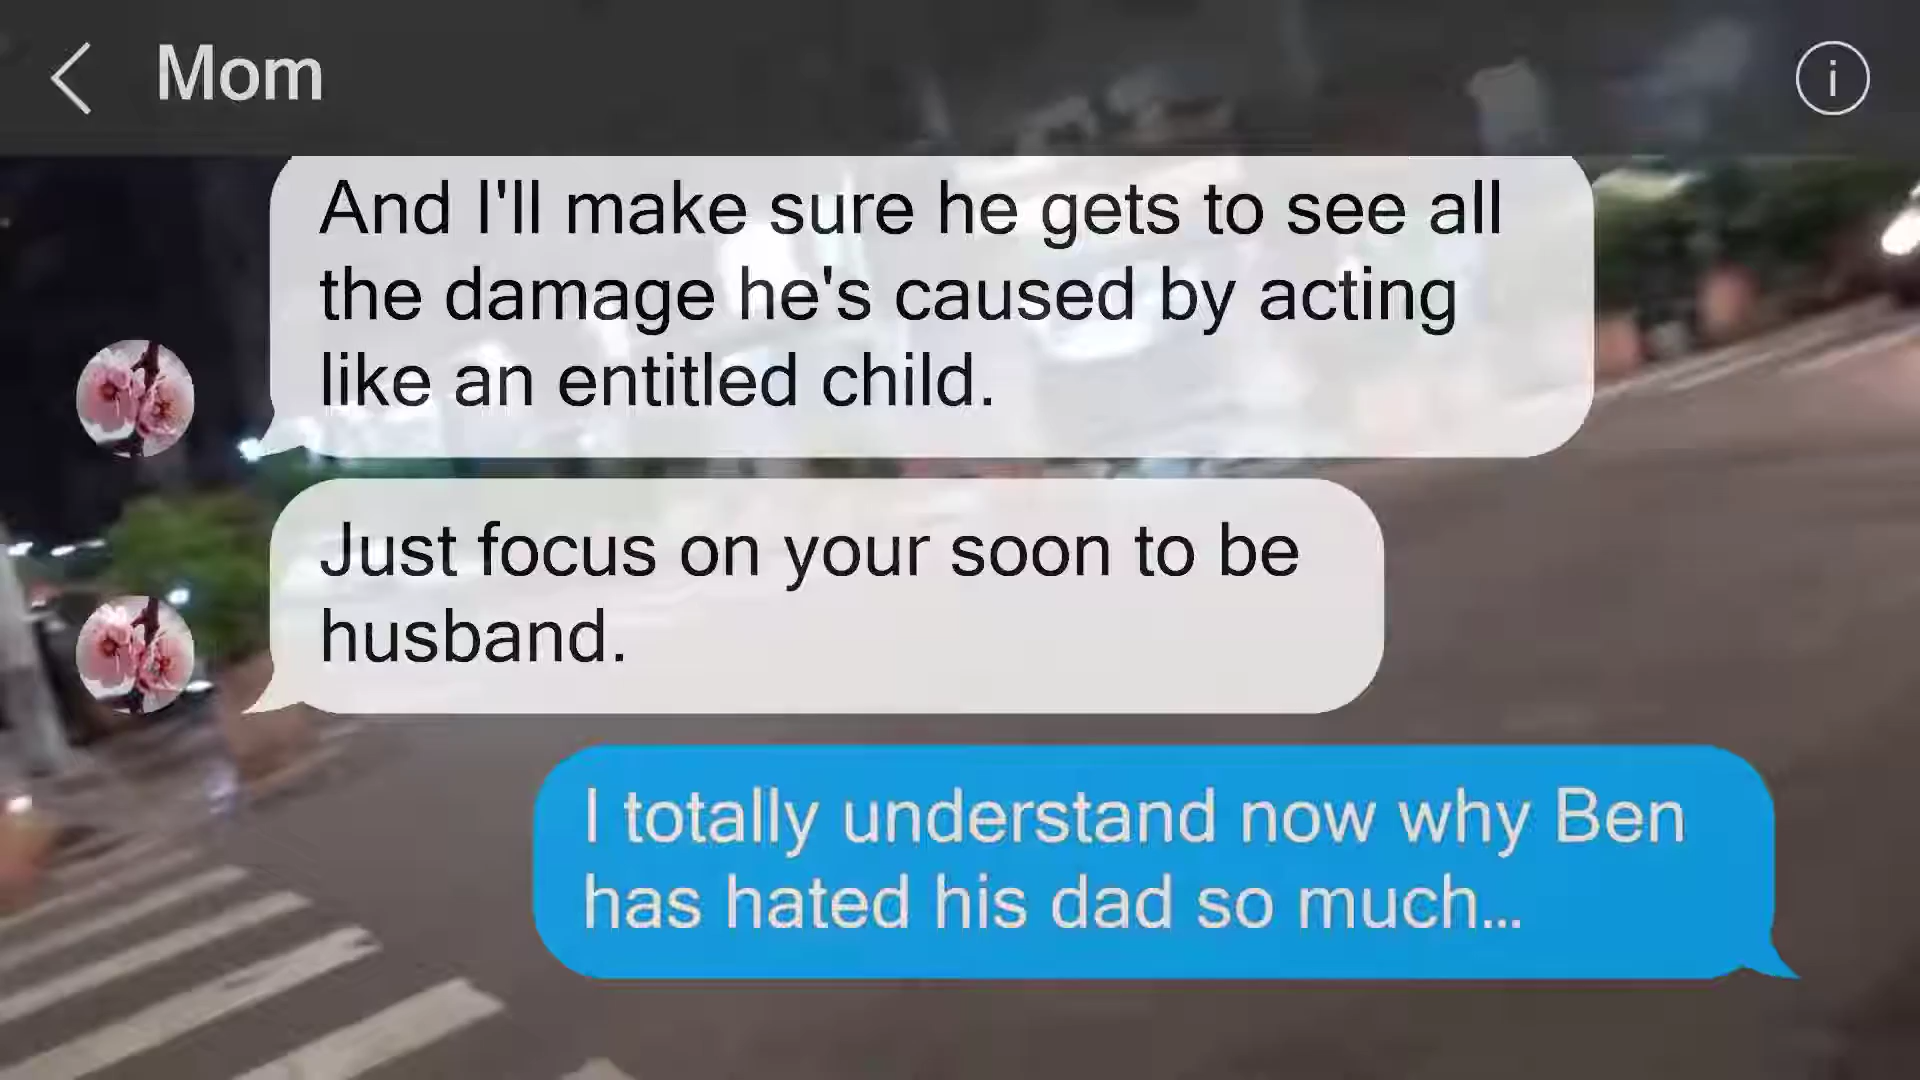 Mom
And I'll make sure he gets to see all
the damage he's caused by acting
like an entitled child.
Just focus on your soon to be
husband.
I totally understand now why Ben
has hated his dad so much...